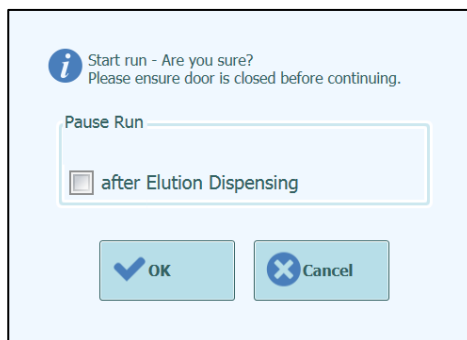 Start run - Are you sure?
Please ensure door is closed before continuing.
Pause Run
after Elution Dispensing
OK
Cancel